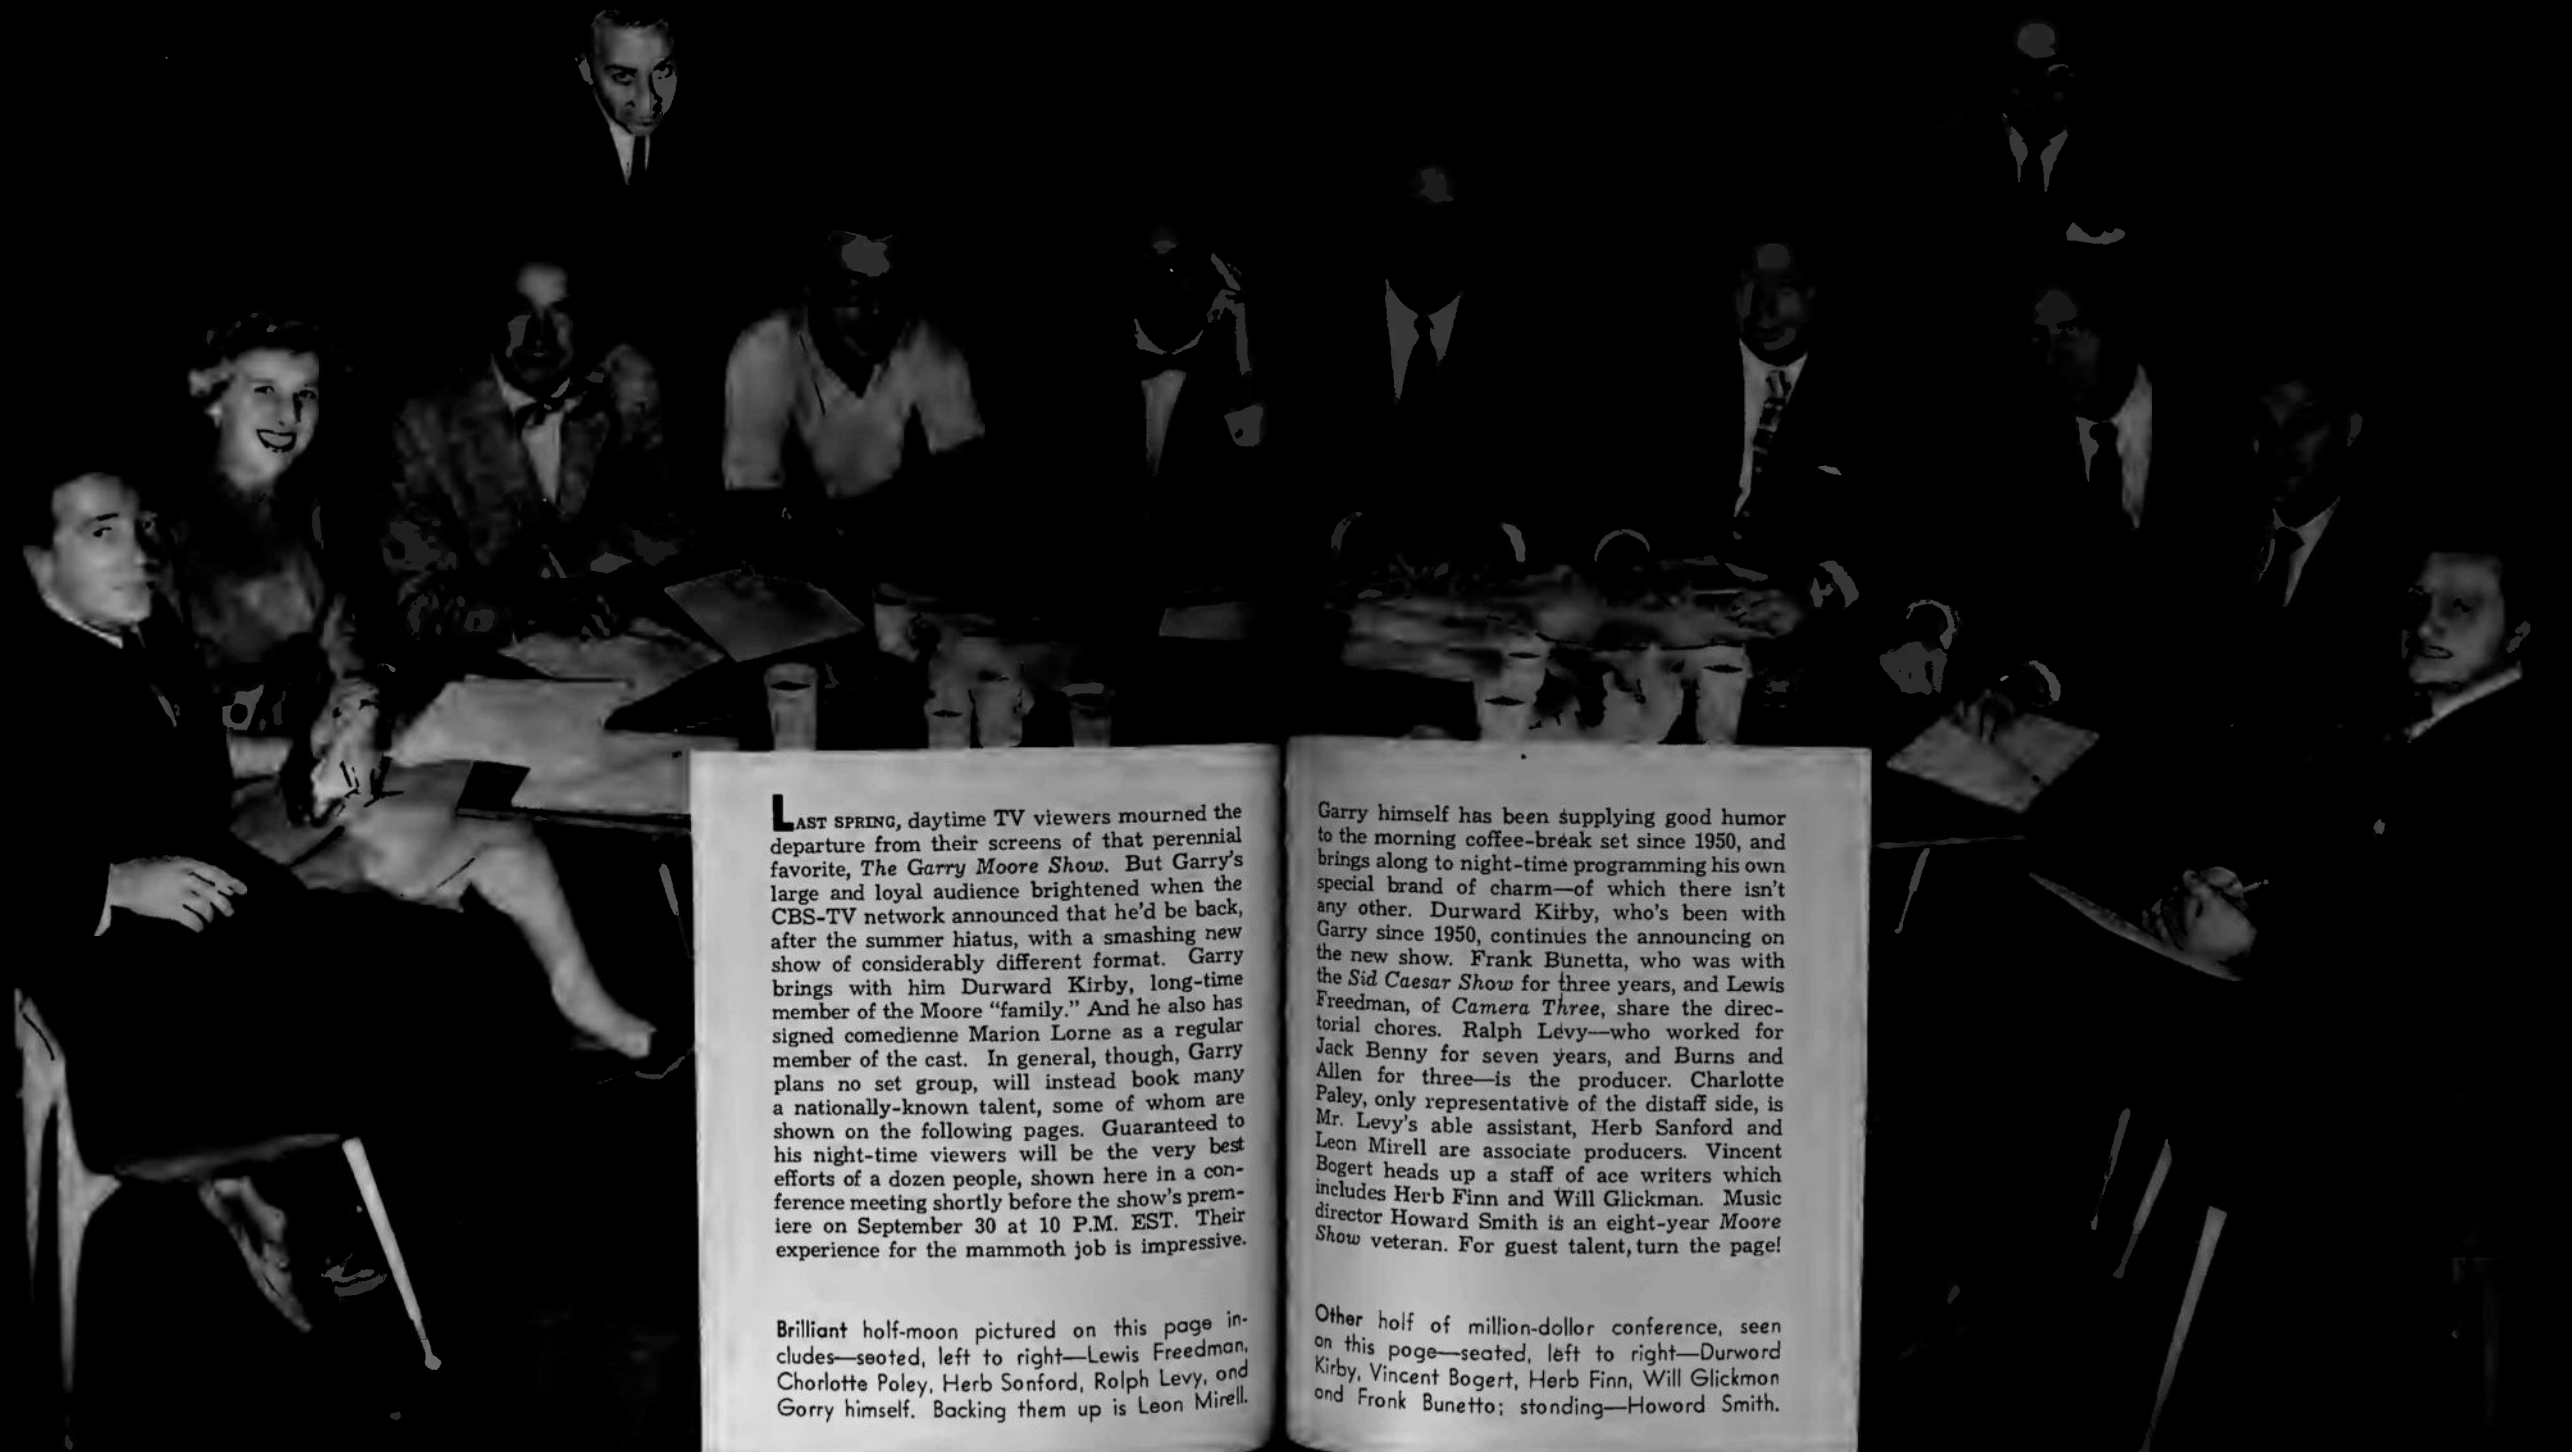 LAST SPRING, daytime TV viewers mourned the
departure from their screens of that perennial
favorite, The Garry Moore Show. But Garry's
large and loyal audience brightened when the
CBS-TV network announced that he'd be back,
after the summer hiatus, with a smashing new
show of considerably different format. Garry
brings with him Durward Kirby, long-time
member of the Moore "family." And he also has
signed comedienne Marion Lorne as a regular
member of the cast. In general, though, Garry
plans no set group, will instead book many
a nationally-known talent, some of whom are
shown on the following pages. Guaranteed to
his night-time viewers will be the very best
efforts of a dozen people, shown here in a con-
ference meeting shortly before the show's prem-
iere on September 30 at 10 P.M. EST. Their
experience for the mammoth job is impressive.
Brilliant half-moon pictured on this page in-
cludes—seated, left to right—Lewis Freedman,
Charlotte Paley, Herb Sanford, Ralph Levy, and
Garry himself. Backing them up is Leon Mirell.
Garry himself has been supplying good humor
to the morning coffee-break set since 1950, and
brings along to night-time programming his own
special brand of charm—of which there isn't
any other. Durward Kirby, who's been with
Garry since 1950, continues the announcing on
the new show. Frank Bunetta, who was with
the Sid Caesar Show for three years, and Lewis
Freedman, of Camera Three, share the direc-
torial chores. Ralph Levy—who worked for
Jack Benny for seven years, and Burns and
Allen for three—is the producer. Charlotte
Paley, only representative of the distaff side, is
Mr. Levy's able assistant, Herb Sanford and
Leon Mirell are associate producers. Vincent
Bogert heads up a staff of ace writers which
includes Herb Finn and Will Glickman. Music
director Howard Smith is an eight-year Moore
Show veteran. For guest talent, turn the page!
Other half of million-dollar conference, seen
on this page—seated, left to right—Durward
Kirby, Vincent Bogert, Herb Finn, Will Glickman
and Frank Bunetta; standing—Howard Smith.